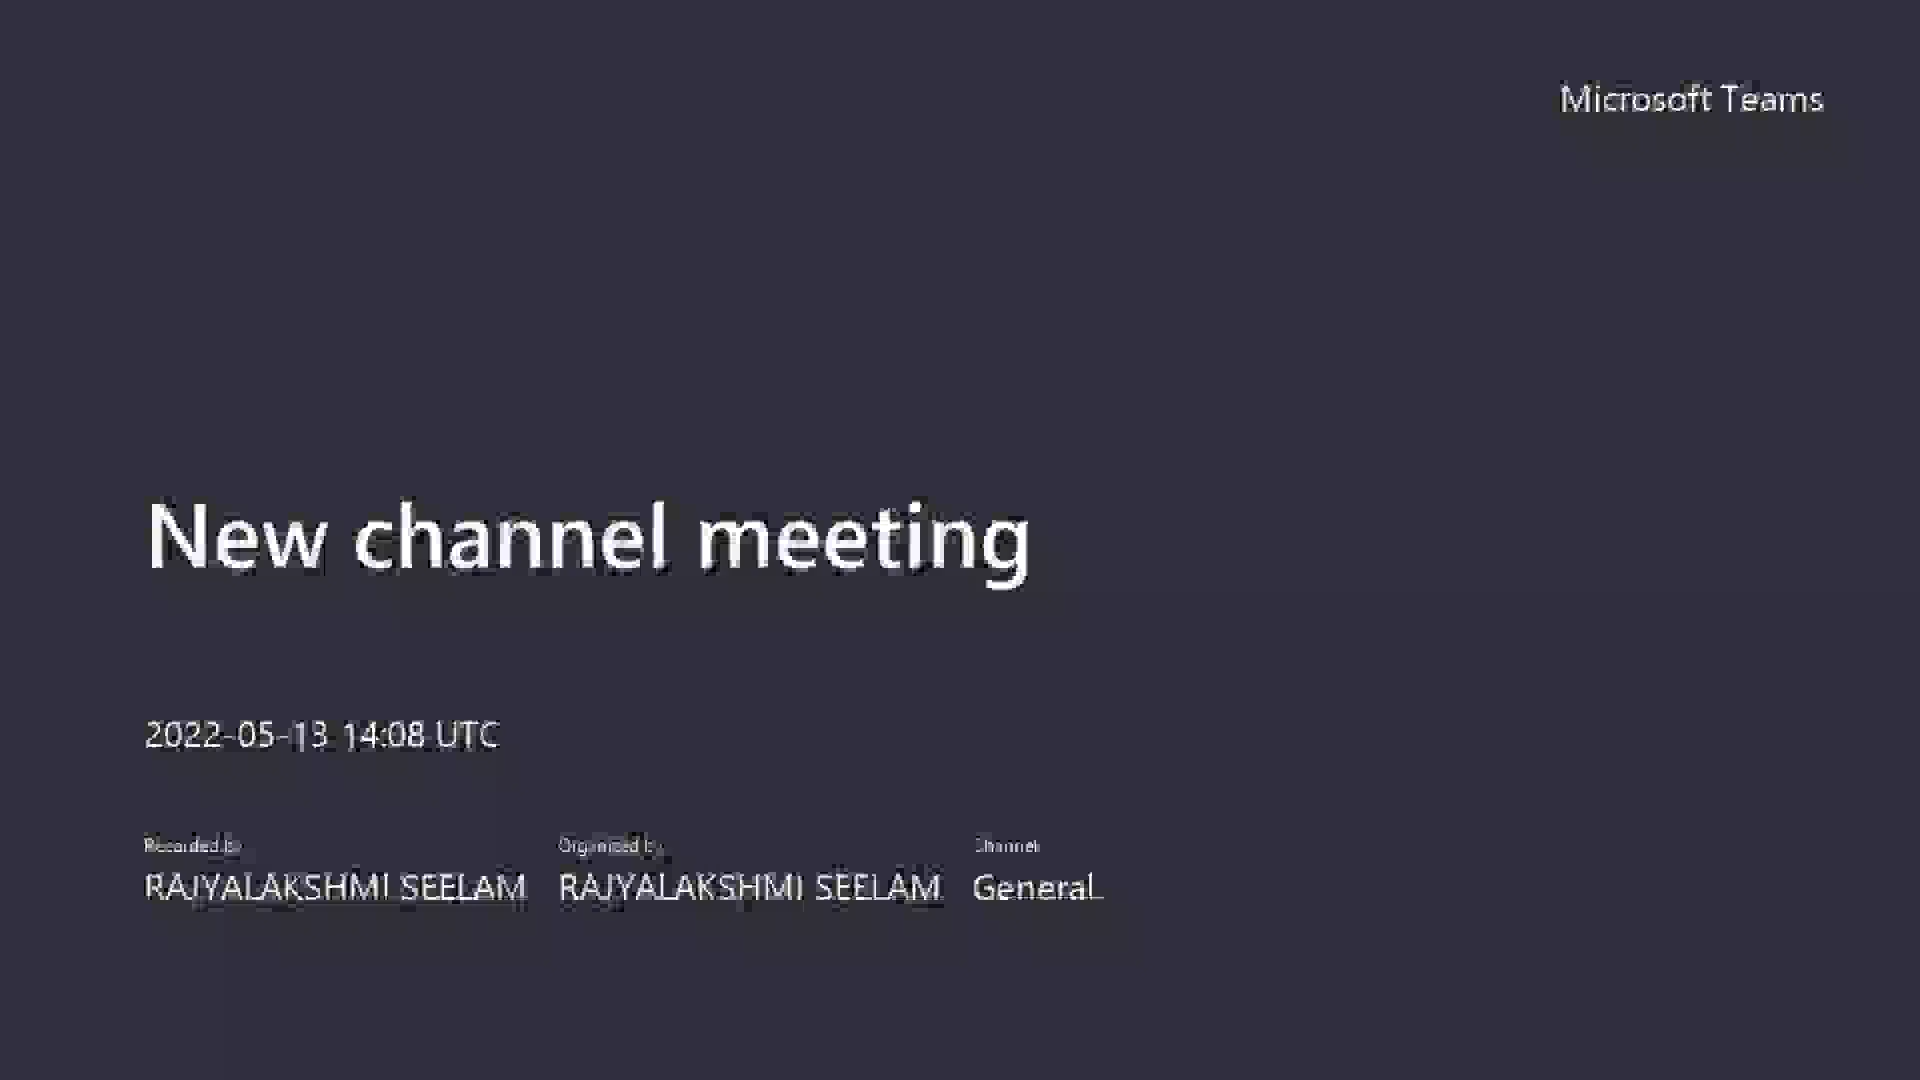 Microsoft Teams
New channel meeting
2022-05-13 14:08 UTC
Recorded by Organized by Channel
RAJYALAKSHMI SEELAM RAJYALAKSHMI SEELAM General